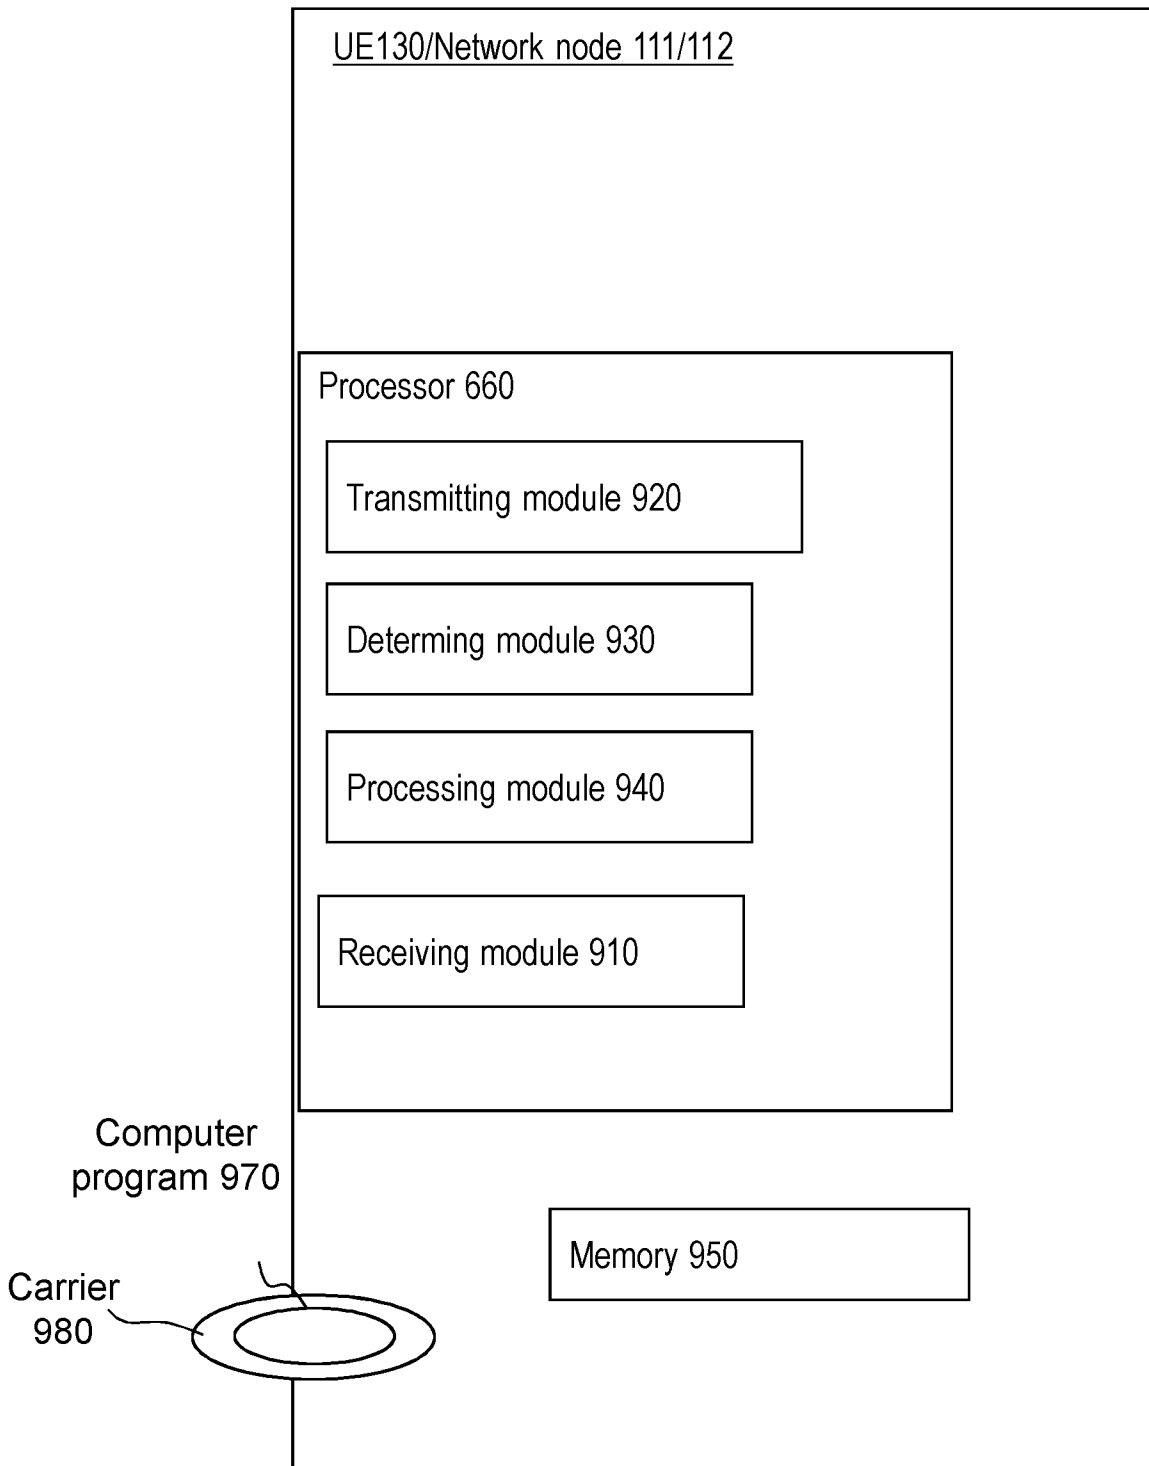 UE130/Network node 111/112
Processor 660
Transmitting module 920
Determing module 930
Processing module 940
Receiving module 910
Computer
program 970
Memory 950
Carrier
980